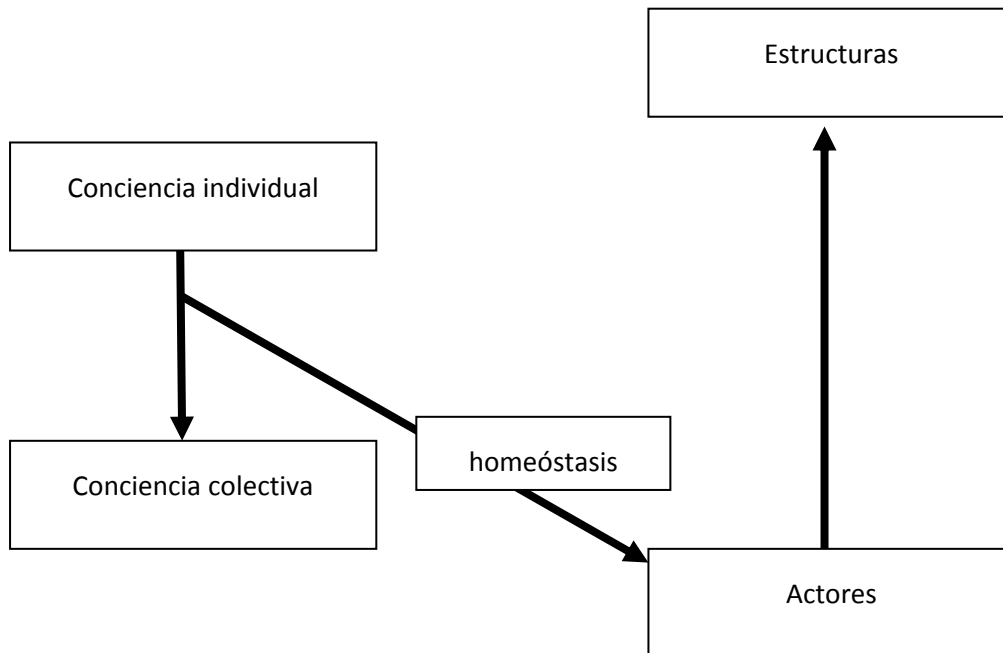 Estructuras
Conciencia individual
homeóstasis
Conciencia colectiva
Actores